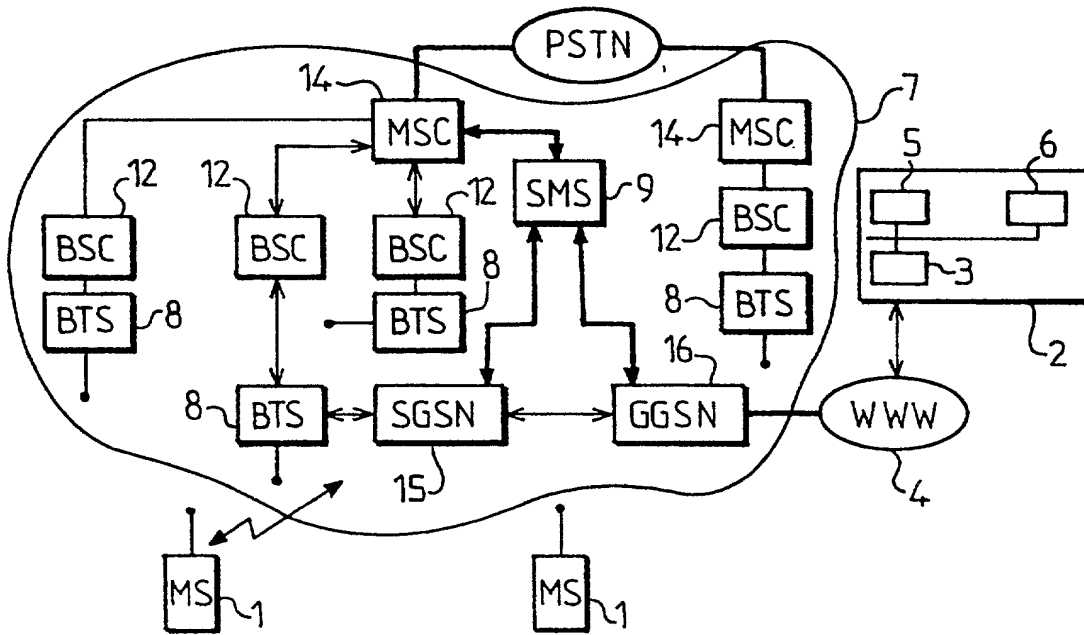 PSTN
14 MSC
14 MSC
7
5 6
12 12 12
SMS 9
BSC BSC BSC
12 BSC
3
BTS 8
BTS 8
8 BTS
2
16
8 BTS SGSN GGSN WWW
15
4
MS 1
MS 1